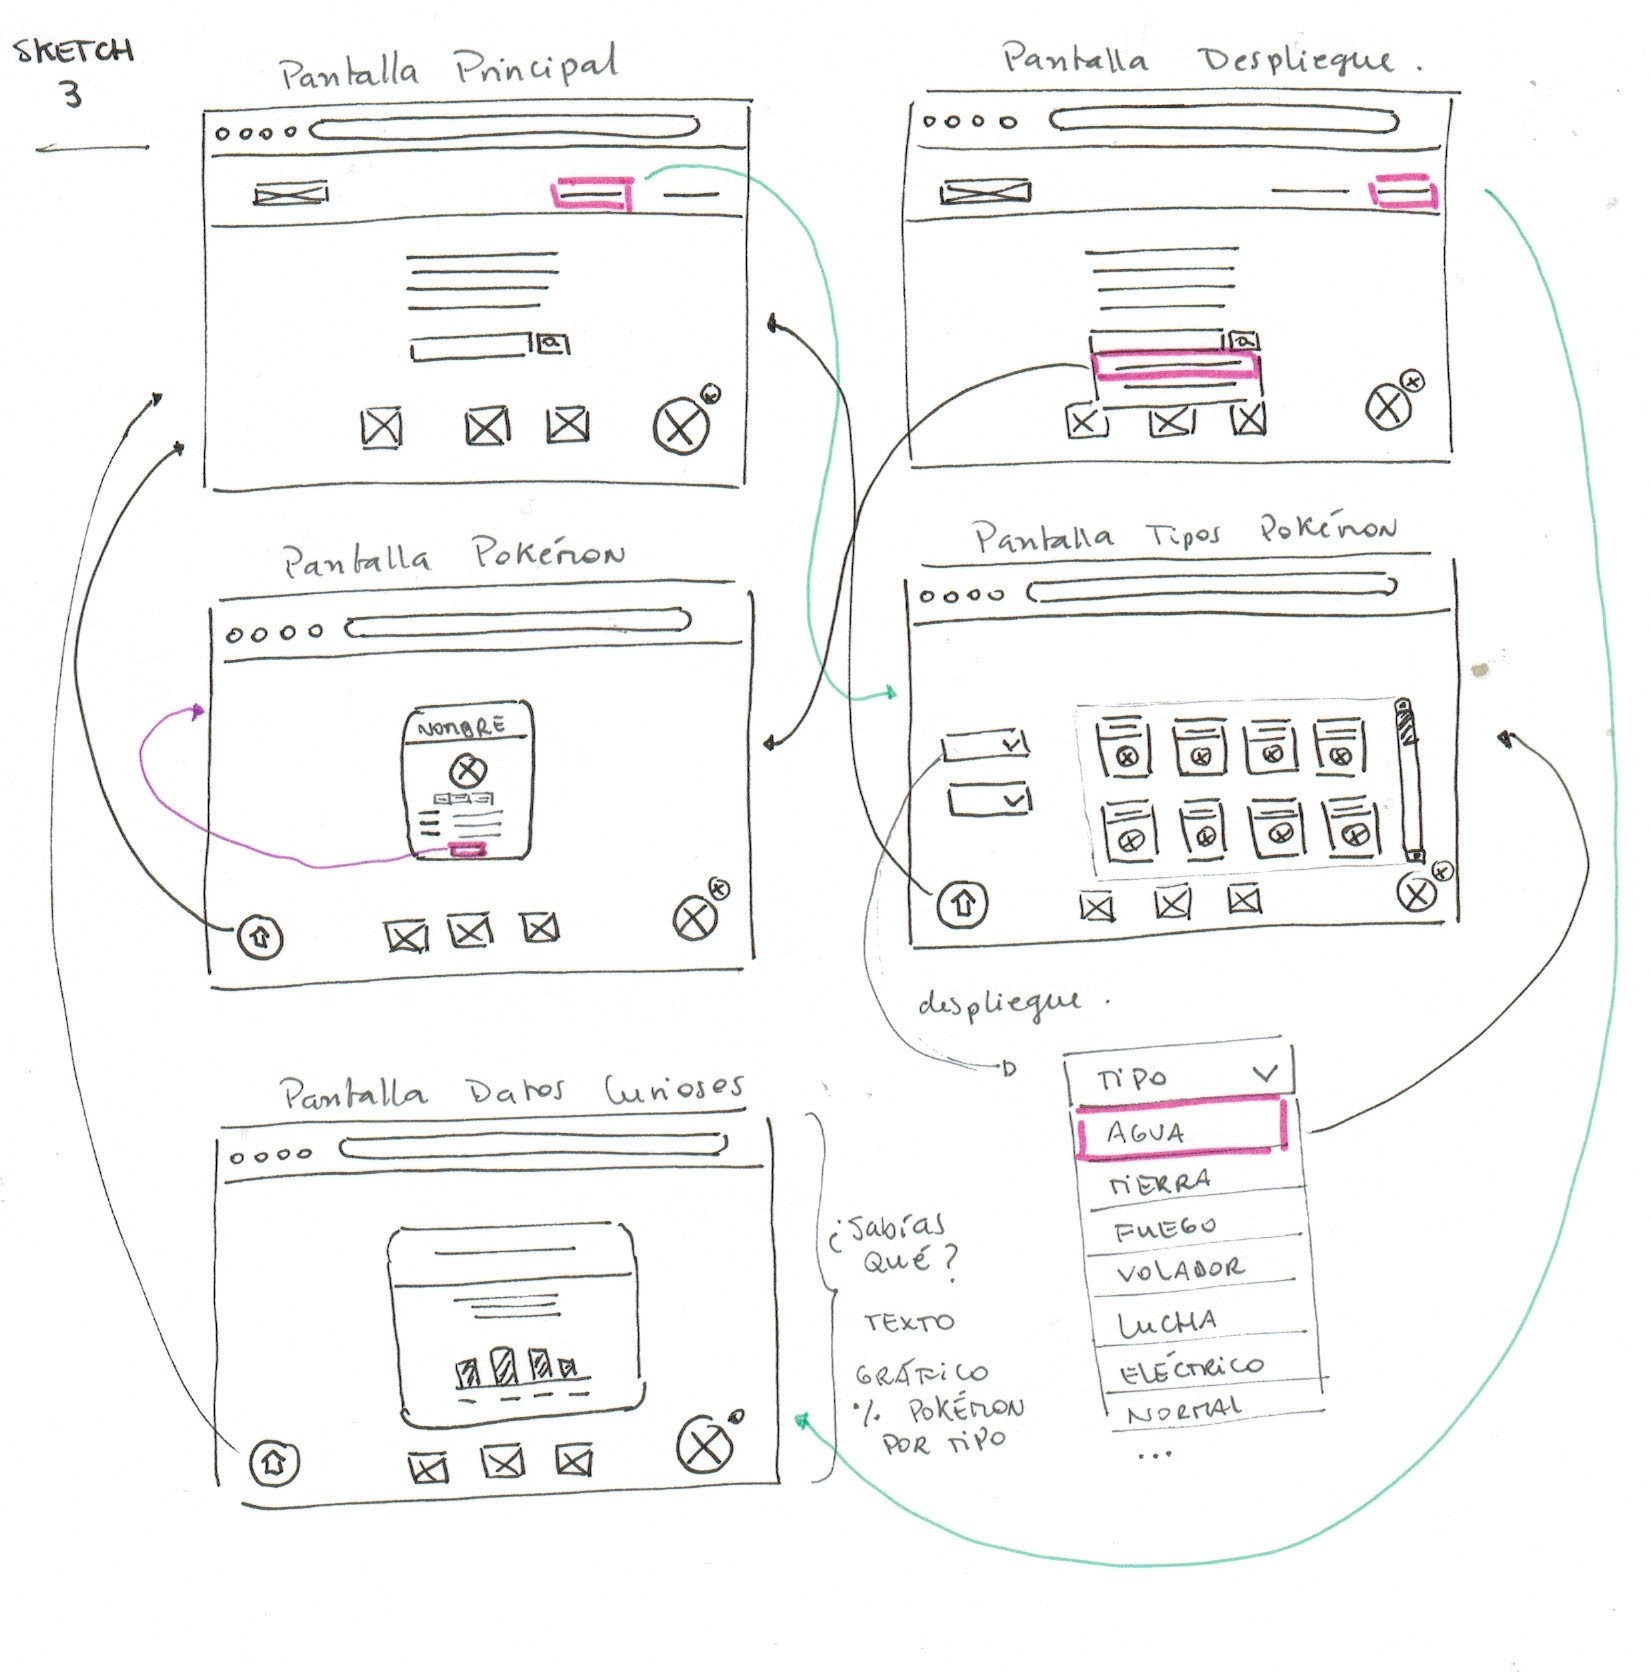 SKETCH
3
Pantalla Principal
Pantalla Despliegue.
Pantalla Pokémon
NOMBRE
Pantalla Tipos Pokémon
despliegue.
TIPO
AGUA
TIERRA
FUEGO
VOLADOR
LUCHA
ELÉCTRICO
NORMAL
...
Pantalla Datos Curiosos
¿Sabías
qué?
TEXTO
GRÁFICO
% POKÉMON
POR TIPO